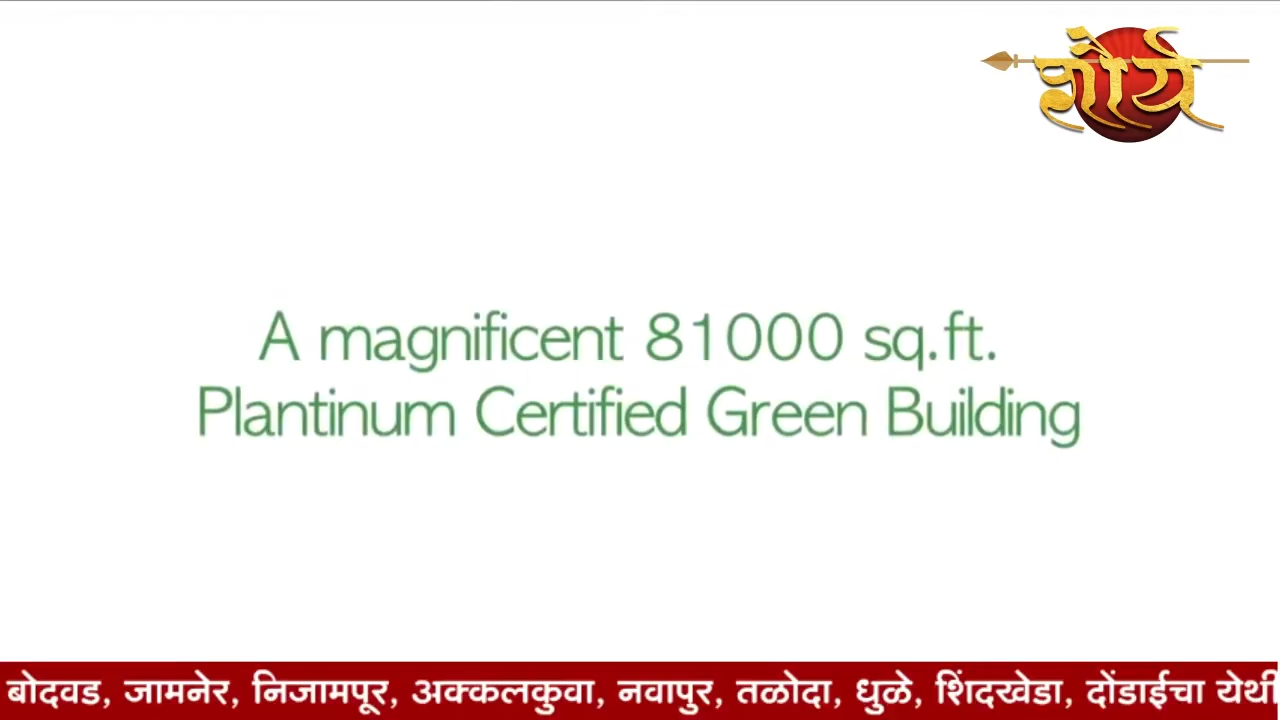 शौर्य
A magnificent 81000 sq.ft.
Plantinum Certified Green Building
बोदवड, जामनेर, निजामपूर, अक्कलकुवा, नवापुर, तळोदा, धुळे, शिंदखेडा, दोंडाईचा येथी